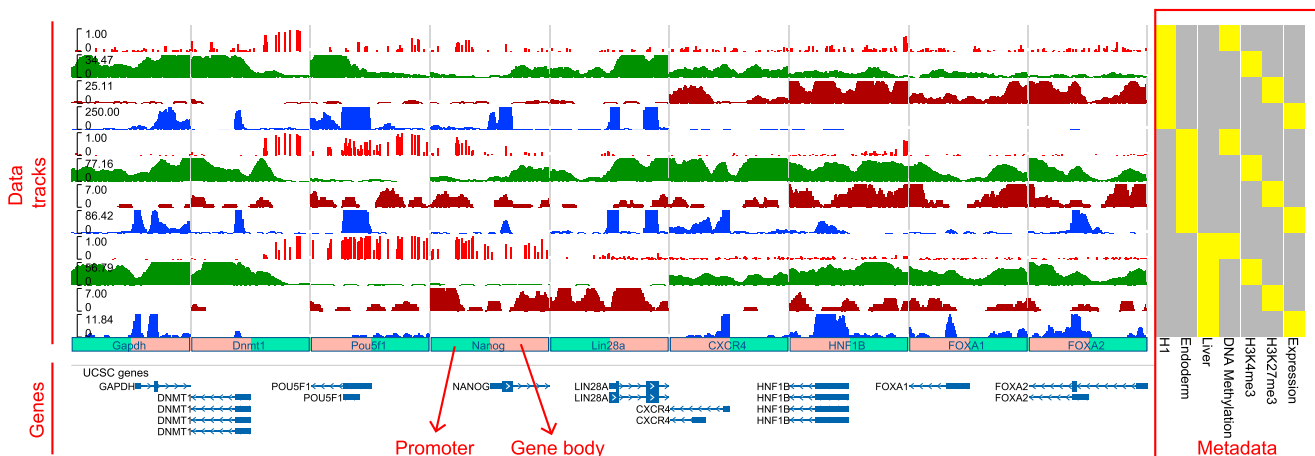 Data tracks
1.00
0
34.47
0
25.11
0
250.00
0
1.00
0
77.16
0
7.00
0
86.42
0
1.00
0
56.79
0
7.00
0
11.84
0
Gapdh Dnmt1 Pou5f1 Nanog Lin28a CXCR4 HNF1B FOXA1 FOXA2
H1
Endoderm
Liver
DNA Methylation
H3K4me3
H3K27me3
Expression
Metadata
Genes
UCSC genes
GAPDH POU5F1 NANOG LIN28A HNF1B FOXA1 FOXA2
DNMT1 POU5F1 LIN28A HNF1B FOXA2
DNMT1 CXCR4 HNF1B
DNMT1 CXCR4 HNF1B
DNMT1
Promoter Gene body